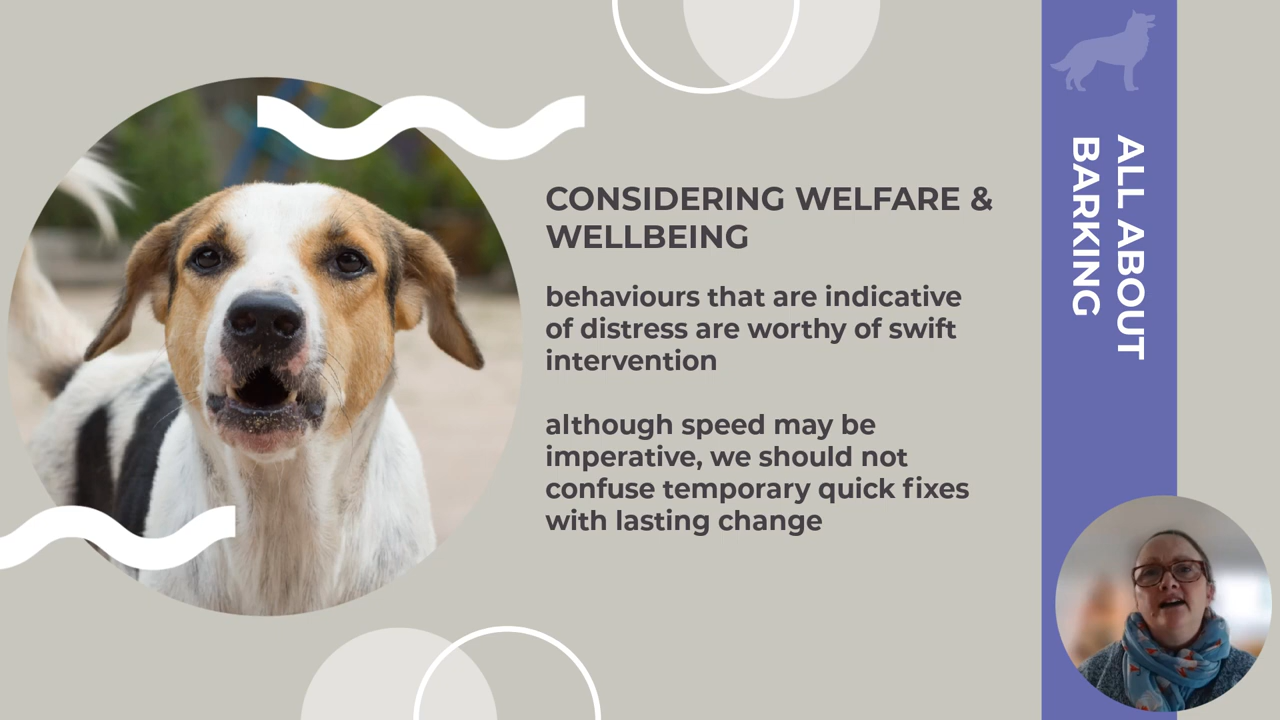 CONSIDERING WELFARE &
WELLBEING
behaviours that are indicative
of distress are worthy of swift
intervention
although speed may be
imperative, we should not
confuse temporary quick fixes
with lasting change
ALL ABOUT
BARKING